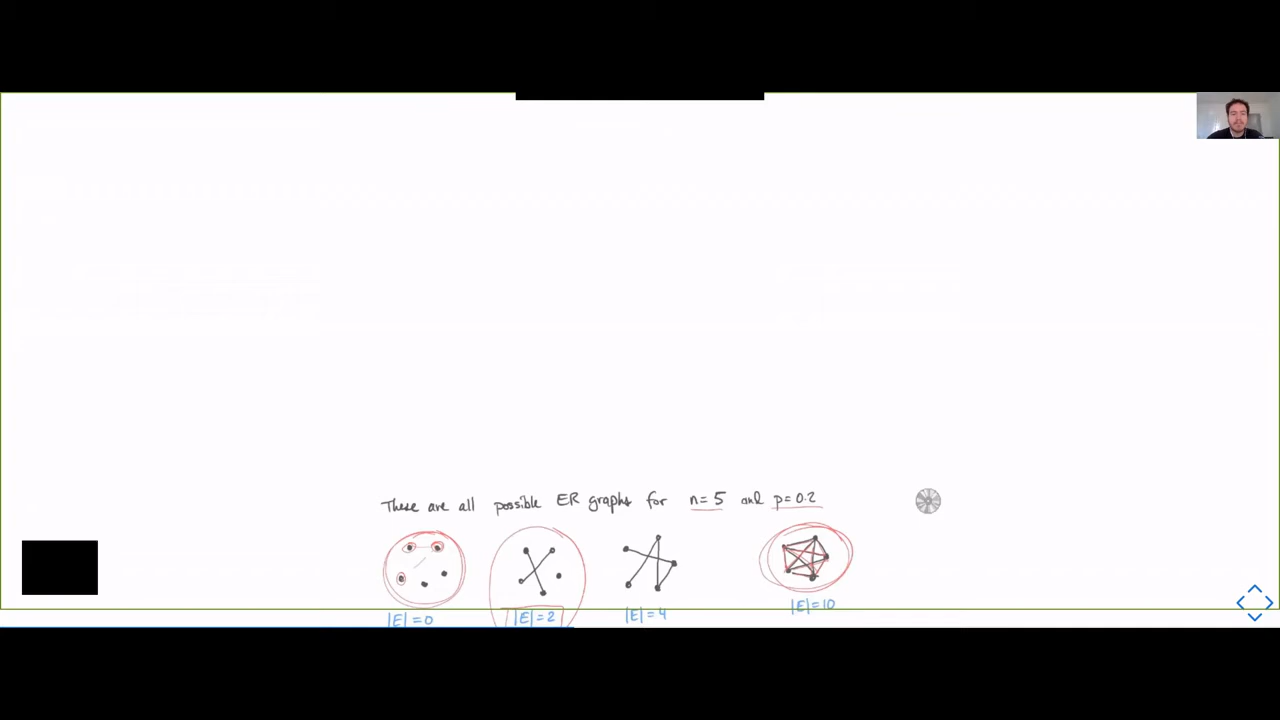 These are all possible ER graphs for n=5 and p=0.2
|E|=0 |E|=2 |E|=4 |E|=10